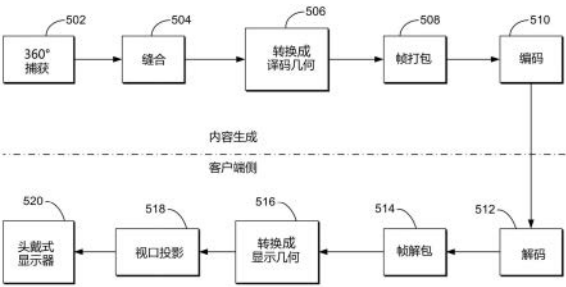 502
504
506
508
510
360°
捕获
缝合
转换成
译码几何
帧打包
编码
内容生成
客户端侧
520
518
516
514
512
头戴式
显示器
视口投影
转换成
显示几何
帧解包
解码